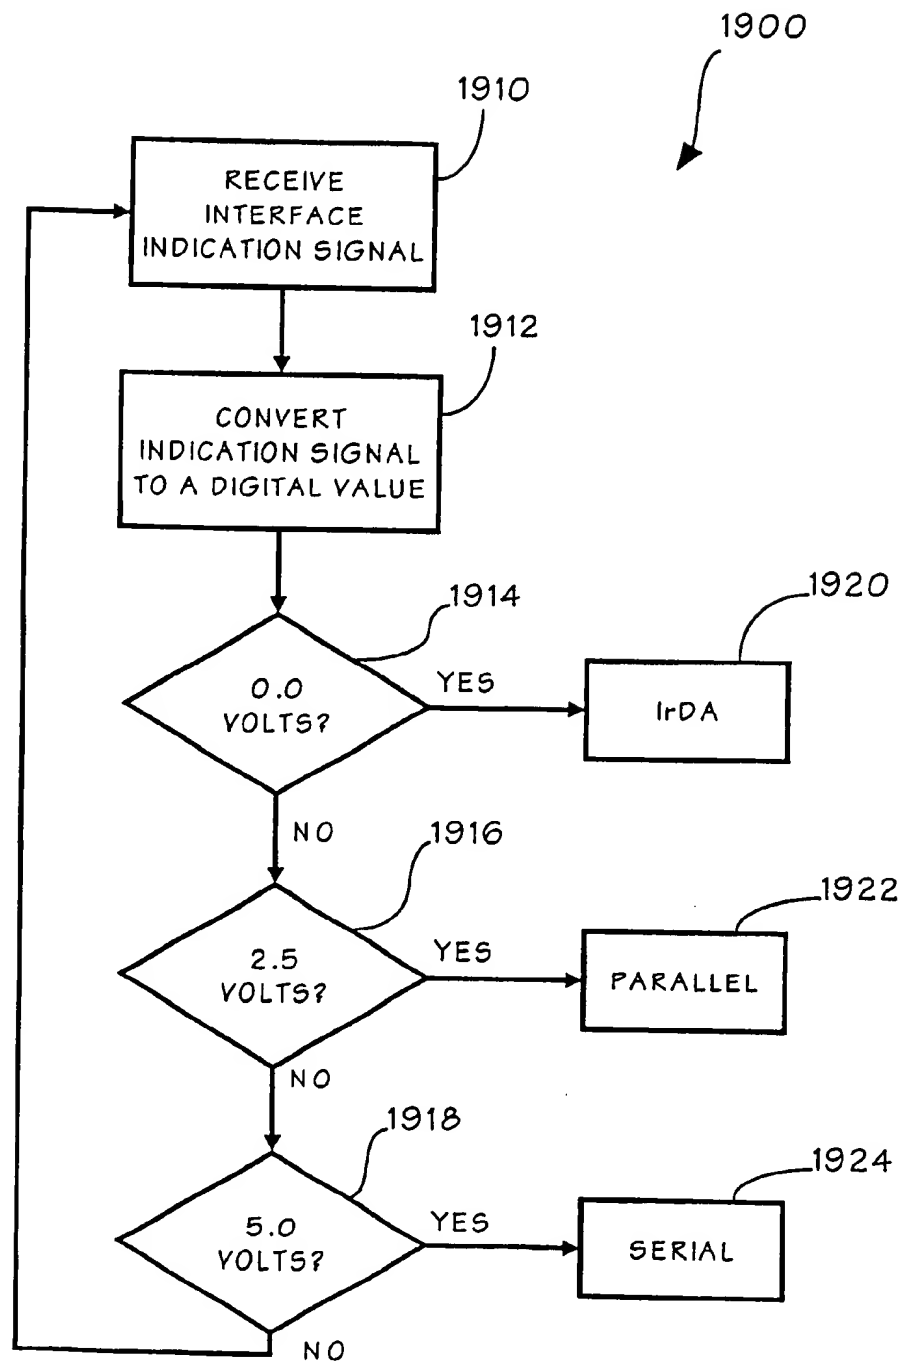 1900
1910
RECEIVE
INTERFACE
INDICATION SIGNAL
1912
CONVERT
INDICATION SIGNAL
TO A DIGITAL VALUE
1914
0.0
VOLTS?
YES
1920
IrDA
NO
1916
2.5
VOLTS?
YES
1922
PARALLEL
NO
1918
5.0
VOLTS?
YES
1924
SERIAL
NO